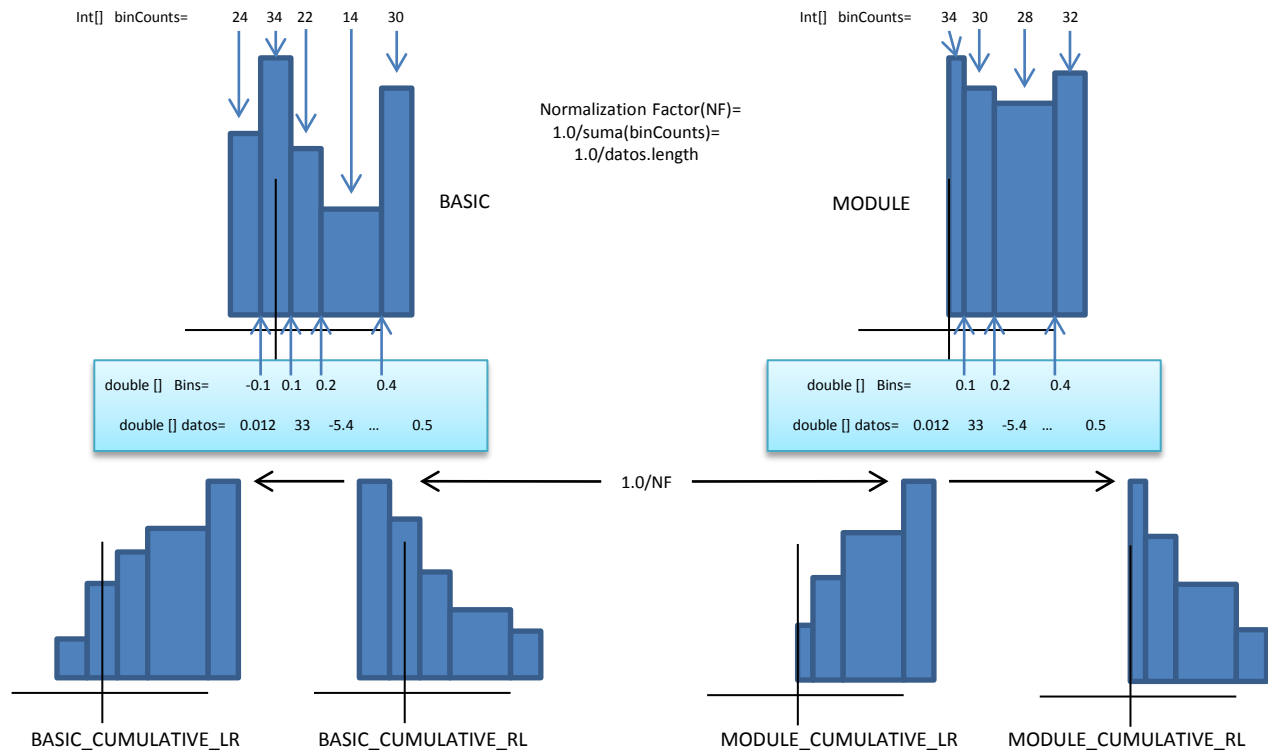 Int[] binCounts= 24 34 22 14 30
Int[] binCounts= 34 30 28 32
Normalization Factor(NF)=
1.0/suma(binCounts)=
1.0/datos.length
BASIC
MODULE
double [] Bins= -0.1 0.1 0.2 0.4
double [] datos= 0.012 33 -5.4 ... 0.5
double [] Bins= 0.1 0.2 0.4
double [] datos= 0.012 33 -5.4 ... 0.5
1.0/NF
BASIC_CUMULATIVE_LR
BASIC_CUMULATIVE_RL
MODULE_CUMULATIVE_LR
MODULE_CUMULATIVE_RL